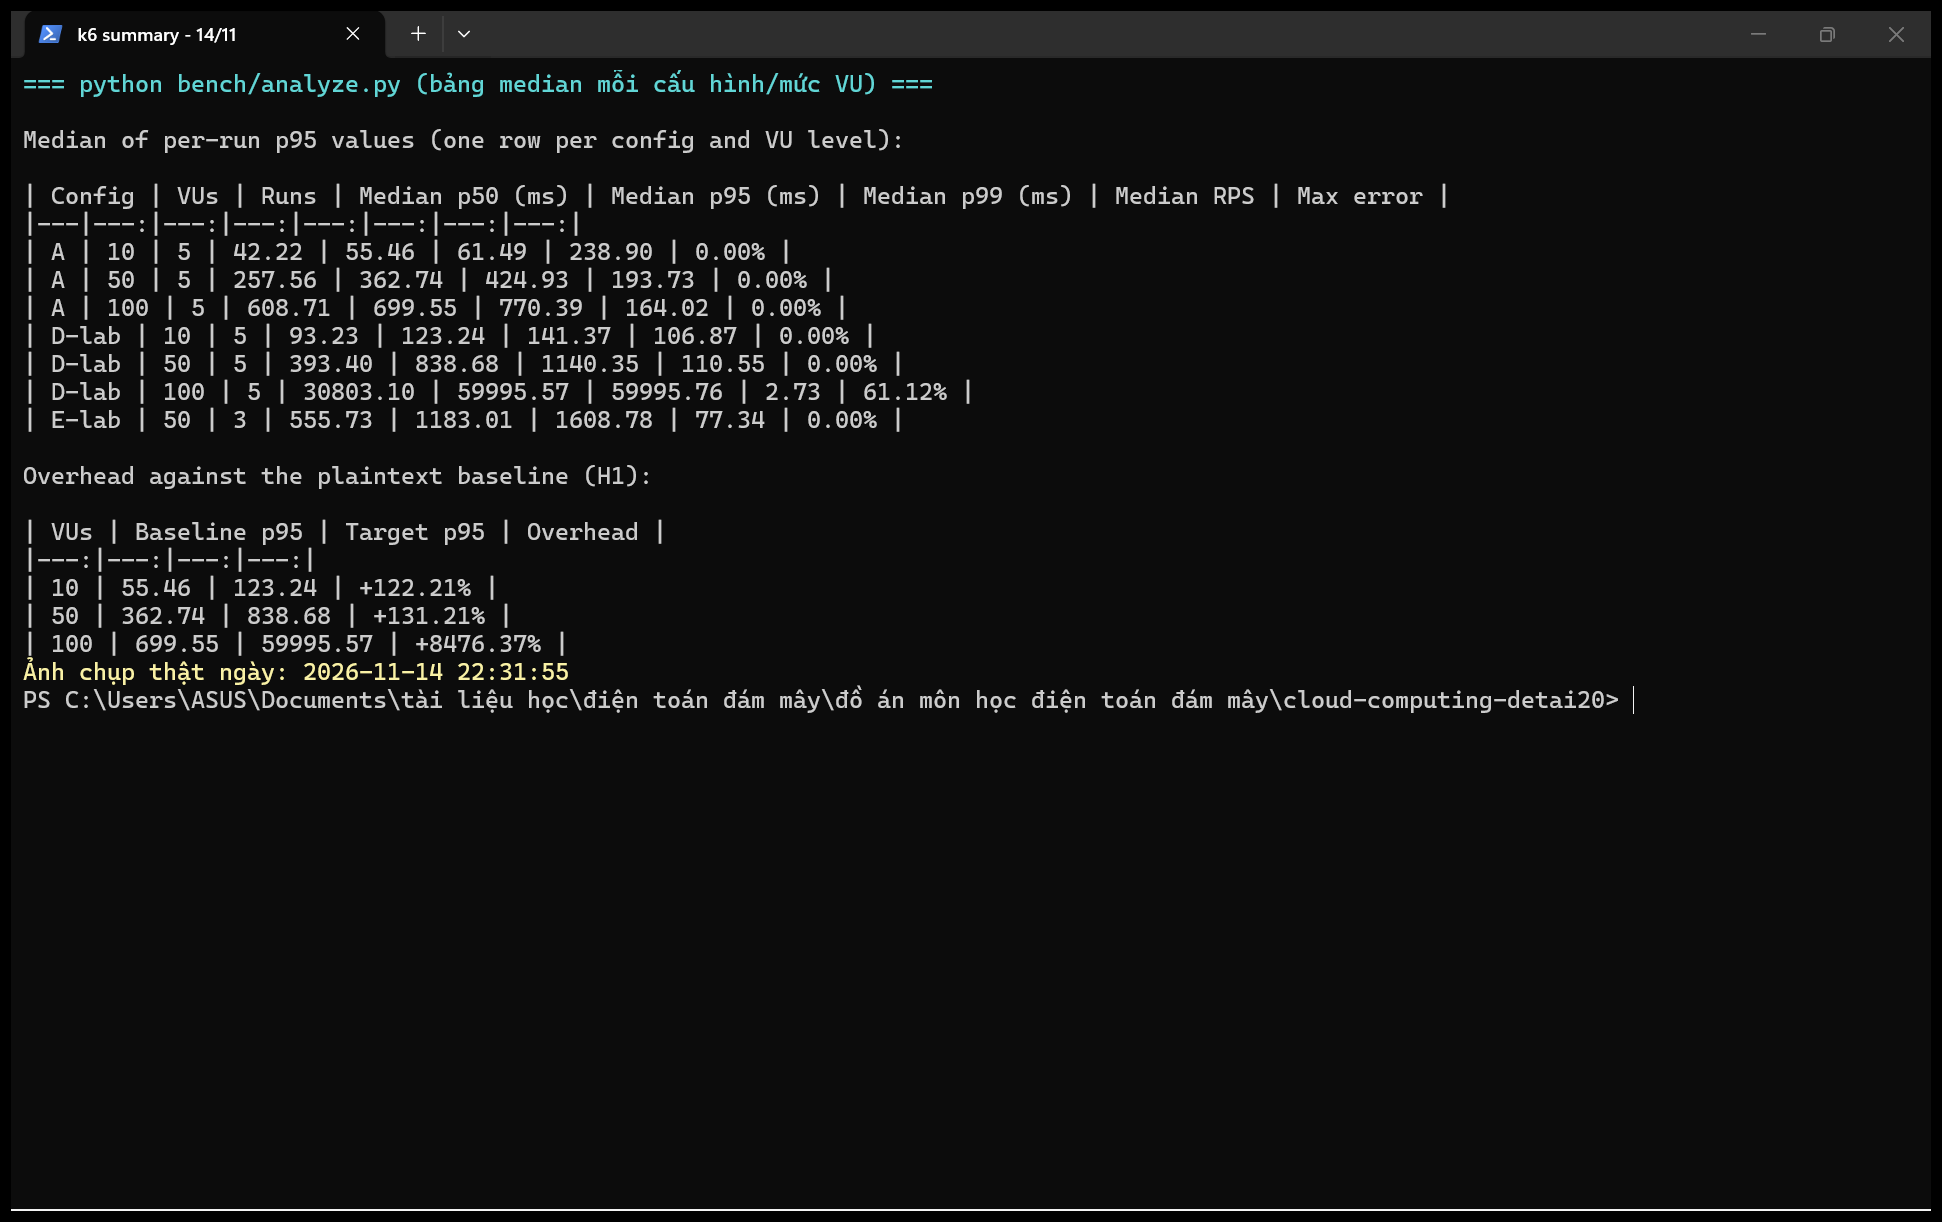 k6 summary - 14/11
=== python bench/analyze.py (bảng median mỗi cấu hình/mức VU) ===
Median of per-run p95 values (one row per config and VU level):
| Config | VUs | Runs | Median p50 (ms) | Median p95 (ms) | Median p99 (ms) | Median RPS | Max error |
|---|---:|---:|---:|---:|---:|---:|---:|
| A | 10 | 5 | 42.22 | 55.46 | 61.49 | 238.90 | 0.00% |
| A | 50 | 5 | 257.56 | 362.74 | 424.93 | 193.73 | 0.00% |
| A | 100 | 5 | 608.71 | 699.55 | 770.39 | 164.02 | 0.00% |
| D-lab | 10 | 5 | 93.23 | 123.24 | 141.37 | 106.87 | 0.00% |
| D-lab | 50 | 5 | 393.40 | 838.68 | 1140.35 | 110.55 | 0.00% |
| D-lab | 100 | 5 | 30803.10 | 59995.57 | 59995.76 | 2.73 | 61.12% |
| E-lab | 50 | 3 | 555.73 | 1183.01 | 1608.78 | 77.34 | 0.00% |
Overhead against the plaintext baseline (H1):
| VUs | Baseline p95 | Target p95 | Overhead |
|---:|---:|---:|---:|
| 10 | 55.46 | 123.24 | +122.21% |
| 50 | 362.74 | 838.68 | +131.21% |
| 100 | 699.55 | 59995.57 | +8476.37% |
Ảnh chụp thật ngày: 2026-11-14 22:31:55
PS C:\Users\ASUS\Documents\tài liệu học\điện toán đám mây\đồ án môn học điện toán đám mây\cloud-computing-detai20>